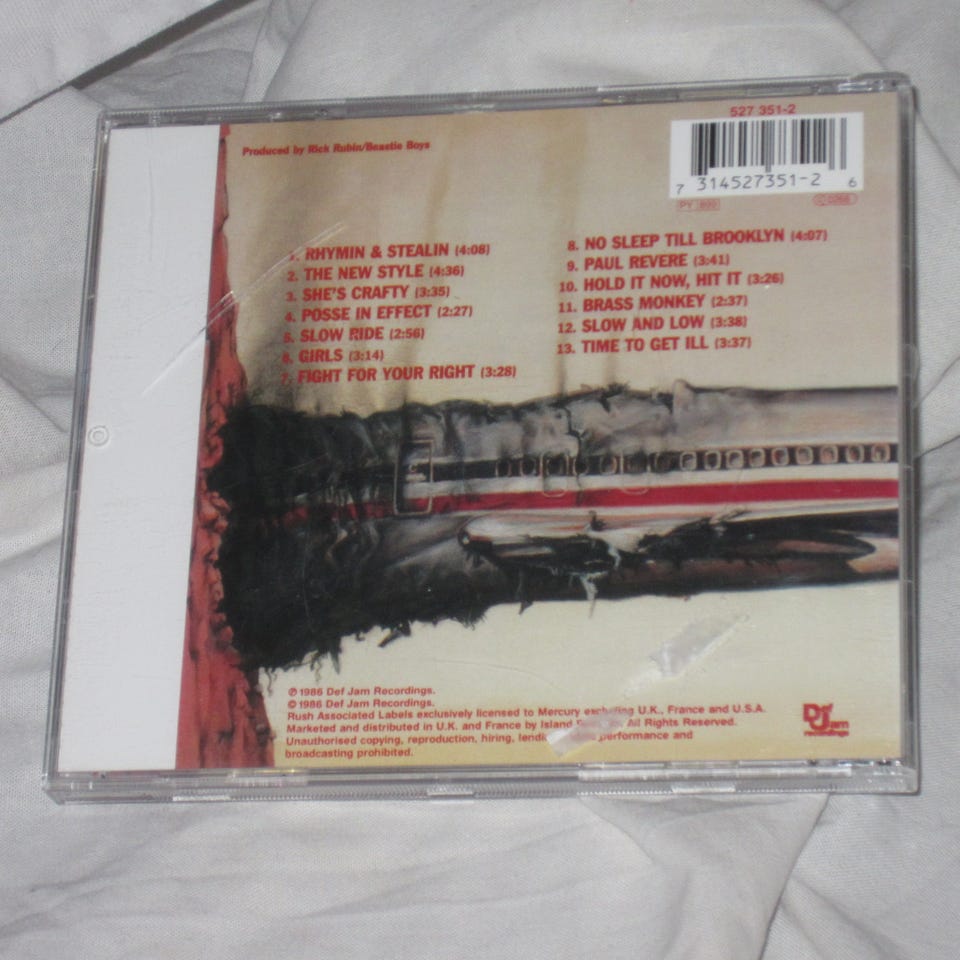 527 351-2
Produced by Rick Rubin/Beastie Boys
7 314527351-2 6
PY 899
1. RHYMIN & STEALIN (4:08)
2. THE NEW STYLE (4:36)
3. SHE'S CRAFTY (3:35)
4. POSSE IN EFFECT (2:27)
5. SLOW RIDE (2:56)
6. GIRLS (3:14)
7. FIGHT FOR YOUR RIGHT (3:28)
8. NO SLEEP TILL BROOKLYN (4:07)
9. PAUL REVERE (3:41)
10. HOLD IT NOW, HIT IT (3:26)
11. BRASS MONKEY (2:37)
12. SLOW AND LOW (3:38)
13. TIME TO GET ILL (3:37)
℗ 1986 Def Jam Recordings.
© 1986 Def Jam Recordings.
Rush Associated Labels exclusively licensed to Mercury excluding U.K., France and U.S.A.
Marketed and distributed in U.K. and France by Island All Rights Reserved.
Unauthorised copying, reproduction, hiring, performance and
broadcasting prohibited.
Def Jam
recordings